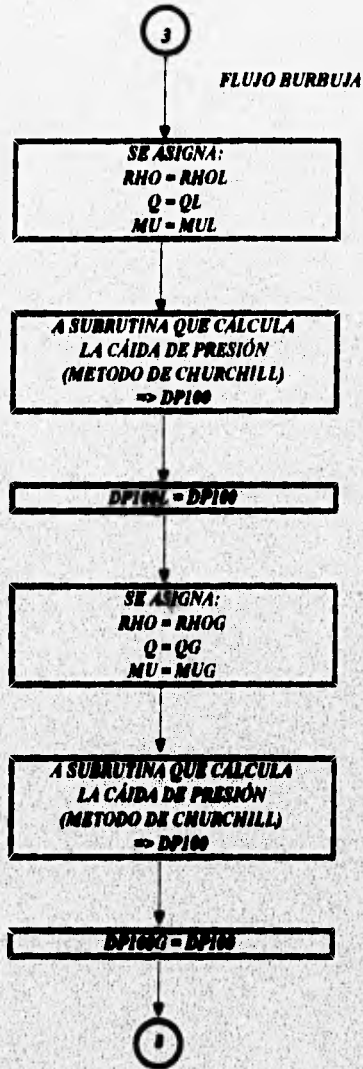 3
FLUJO BURBUJA
SE ASIGNA:
RHO = RHOL
Q = QL
MU = MUL
A SUBRUTINA QUE CALCULA
LA CÁIDA DE PRESIÓN
(METODO DE CHURCHILL)
=> DP100
DP100L = DP100
SE ASIGNA:
RHO = RHOG
Q = QG
MU = MUG
A SUBRUTINA QUE CALCULA
LA CÁIDA DE PRESIÓN
(METODO DE CHURCHILL)
=> DP100
DP100G = DP100